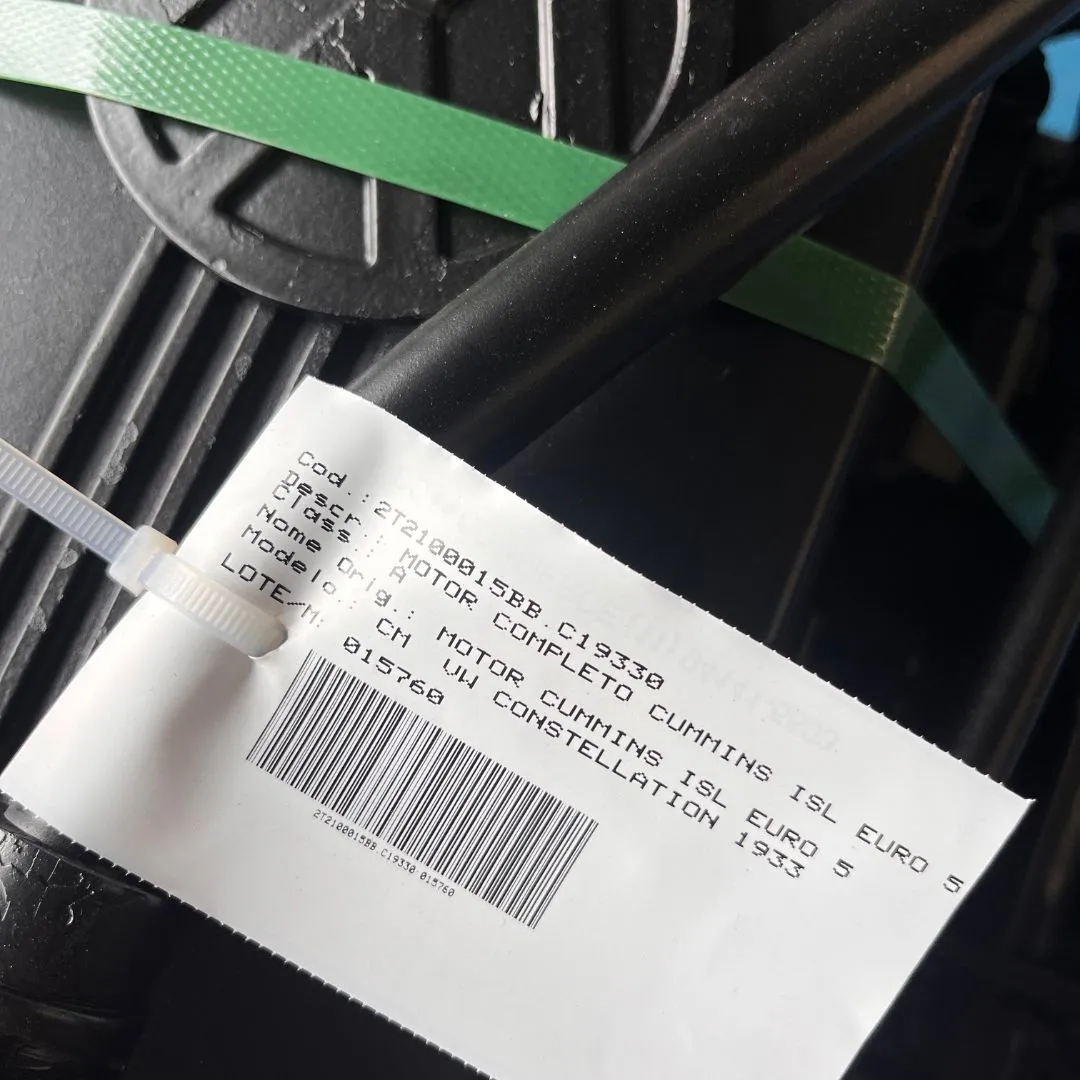 Cod.: 2T2100015BB.C19330
Descr.: MOTOR COMPLETO CUMMINS ISL EURO 5
Class.: A
Nome Orig.: MOTOR CUMMINS ISL EURO 5
Modelo.: CM VW CONSTELLATION 1933
LOTE/M: 015760
2T2100015BB.C19330.015760